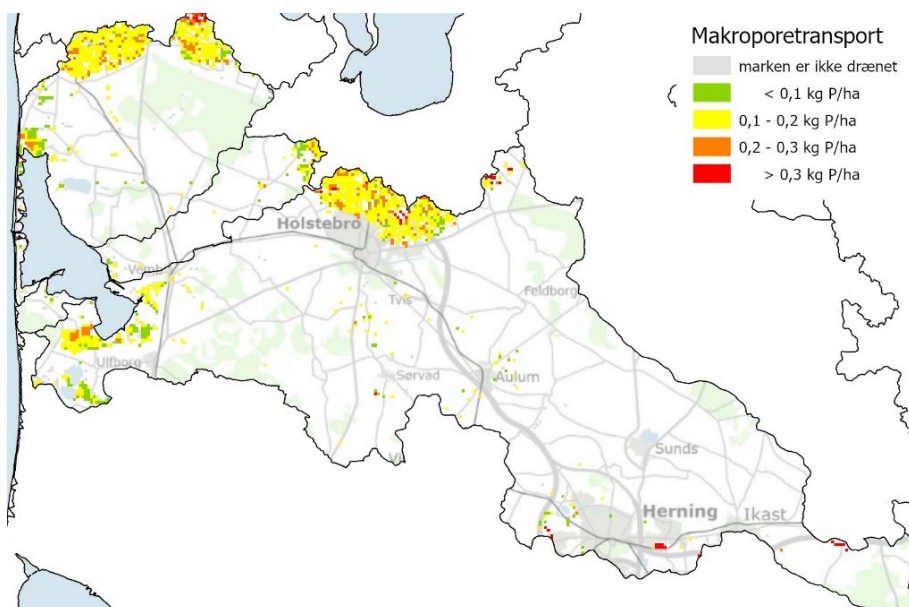 Makroporetransport
marken er ikke drænet
< 0,1 kg P/ha
0,1 - 0,2 kg P/ha
0,2 - 0,3 kg P/ha
> 0,3 kg P/ha
Holstebro
Vemb
Tvis
Feldborg
Ulfborg
Sørvad
Aulum
Sunds
Herning
Ikast